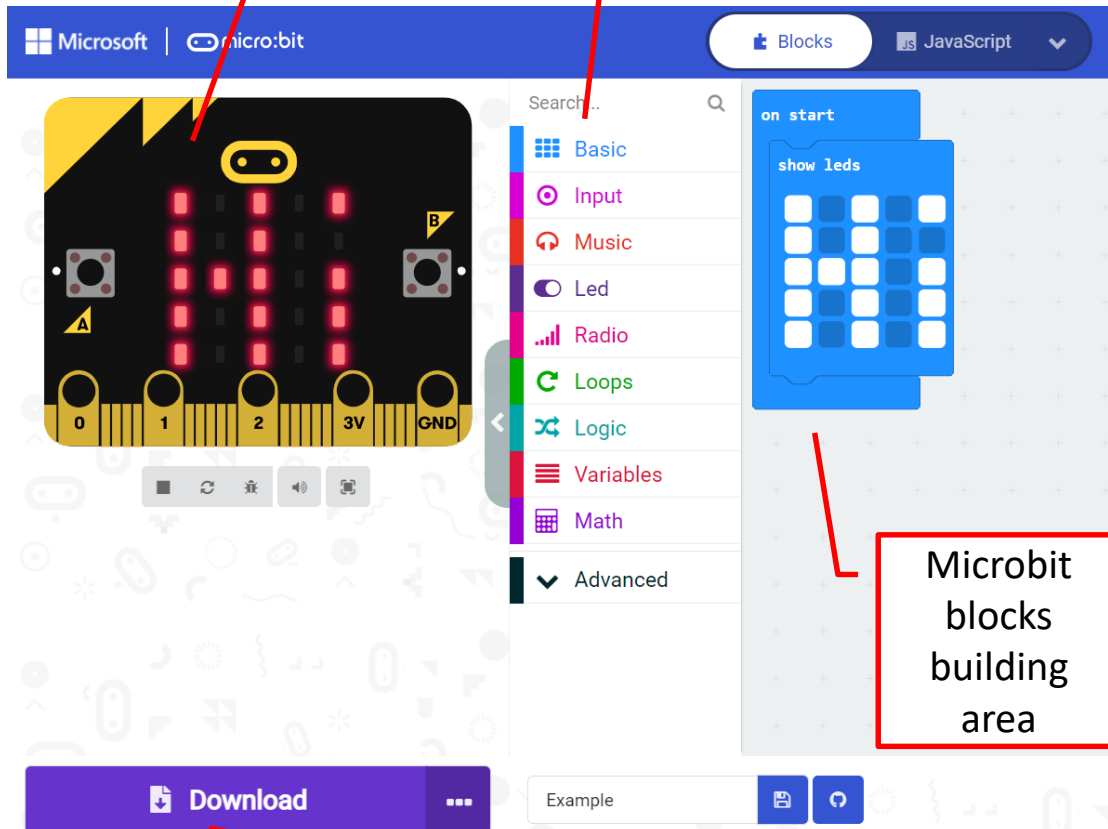 Microsoft micro:bit Blocks JS JavaScript
Search...
Basic
Input
Music
Led
Radio
Loops
Logic
Variables
Math
Advanced
B
A
0 1 2 3V GND
on start
show leds
Microbit
blocks
building
area
Download ...
Example